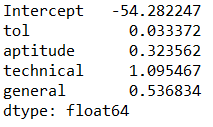 Intercept -54.282247
tol 0.033372
aptitude 0.323562
technical 1.095467
general 0.536834
dtype: float64